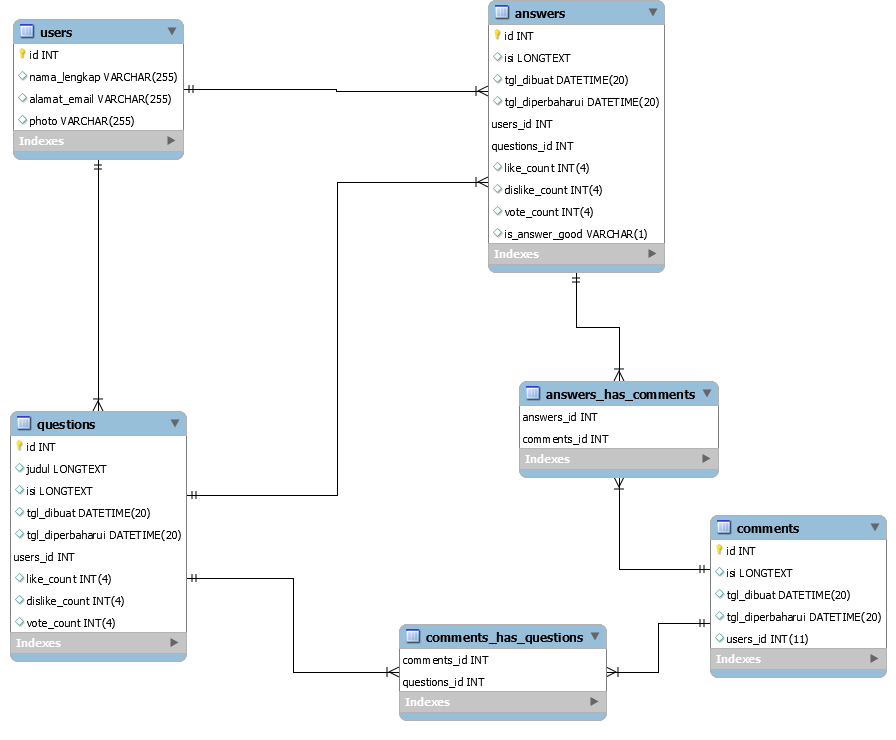 users
id INT
nama_lengkap VARCHAR(255)
alamat_email VARCHAR(255)
photo VARCHAR(255)
Indexes
answers
id INT
isi LONGTEXT
tgl_dibuat DATETIME(20)
tgl_diperbaharui DATETIME(20)
users_id INT
questions_id INT
like_count INT(4)
dislike_count INT(4)
vote_count INT(4)
is_answer_good VARCHAR(1)
Indexes
questions
id INT
judul LONGTEXT
isi LONGTEXT
tgl_dibuat DATETIME(20)
tgl_diperbaharui DATETIME(20)
users_id INT
like_count INT(4)
dislike_count INT(4)
vote_count INT(4)
Indexes
answers_has_comments
answers_id INT
comments_id INT
Indexes
comments
id INT
isi LONGTEXT
tgl_dibuat DATETIME(20)
tgl_diperbaharui DATETIME(20)
users_id INT(11)
Indexes
comments_has_questions
comments_id INT
questions_id INT
Indexes